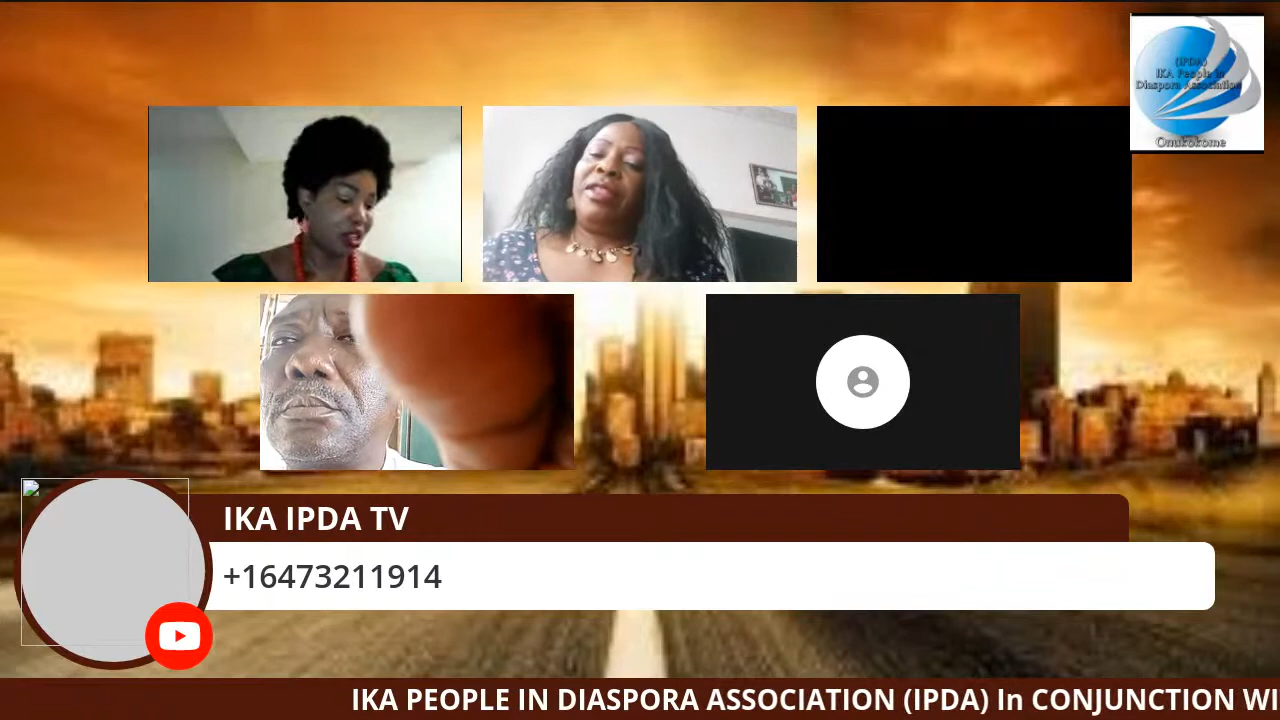 (IPDA)
IKA People in
Diaspora Association
Onukokome
IKA IPDA TV
+16473211914
IKA PEOPLE IN DIASPORA ASSOCIATION (IPDA) In CONJUNCTION WI